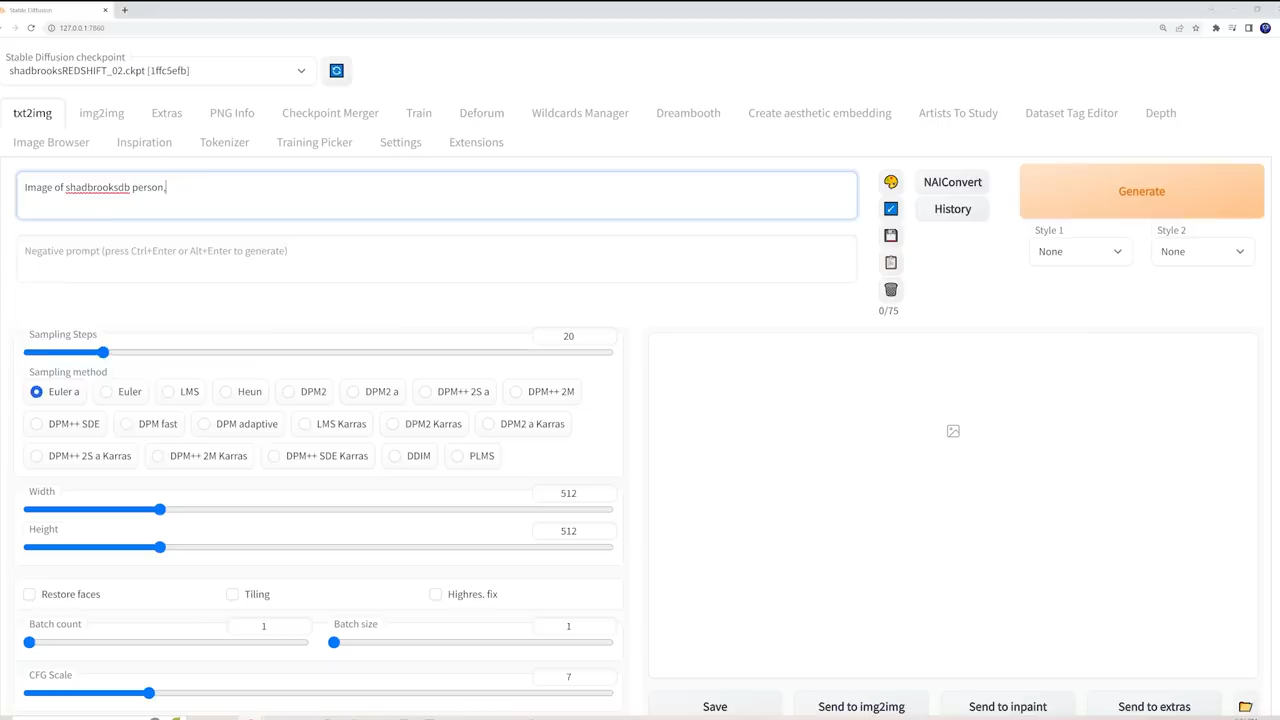 Stable Diffusion
127.0.0.1:7860
Stable Diffusion checkpoint
shadbrooksREDSHIFT_02.ckpt [1ffc5efb]
txt2img img2img Extras PNG Info Checkpoint Merger Train Deforum Wildcards Manager Dreambooth Create aesthetic embedding Artists To Study Dataset Tag Editor Depth
Image Browser Inspiration Tokenizer Training Picker Settings Extensions
Image of shadbrooksdb person,
NAIConvert
Generate
History
Style 1 Style 2
None None
Negative prompt (press Ctrl+Enter or Alt+Enter to generate)
0/75
Sampling Steps 20
Sampling method
Euler a Euler LMS Heun DPM2 DPM2 a DPM++ 2S a DPM++ 2M
DPM++ SDE DPM fast DPM adaptive LMS Karras DPM2 Karras DPM2 a Karras
DPM++ 2S a Karras DPM++ 2M Karras DPM++ SDE Karras DDIM PLMS
Width 512
Height 512
Restore faces Tiling Highres. fix
Batch count 1 Batch size 1
CFG Scale 7
Save Send to img2img Send to inpaint Send to extras